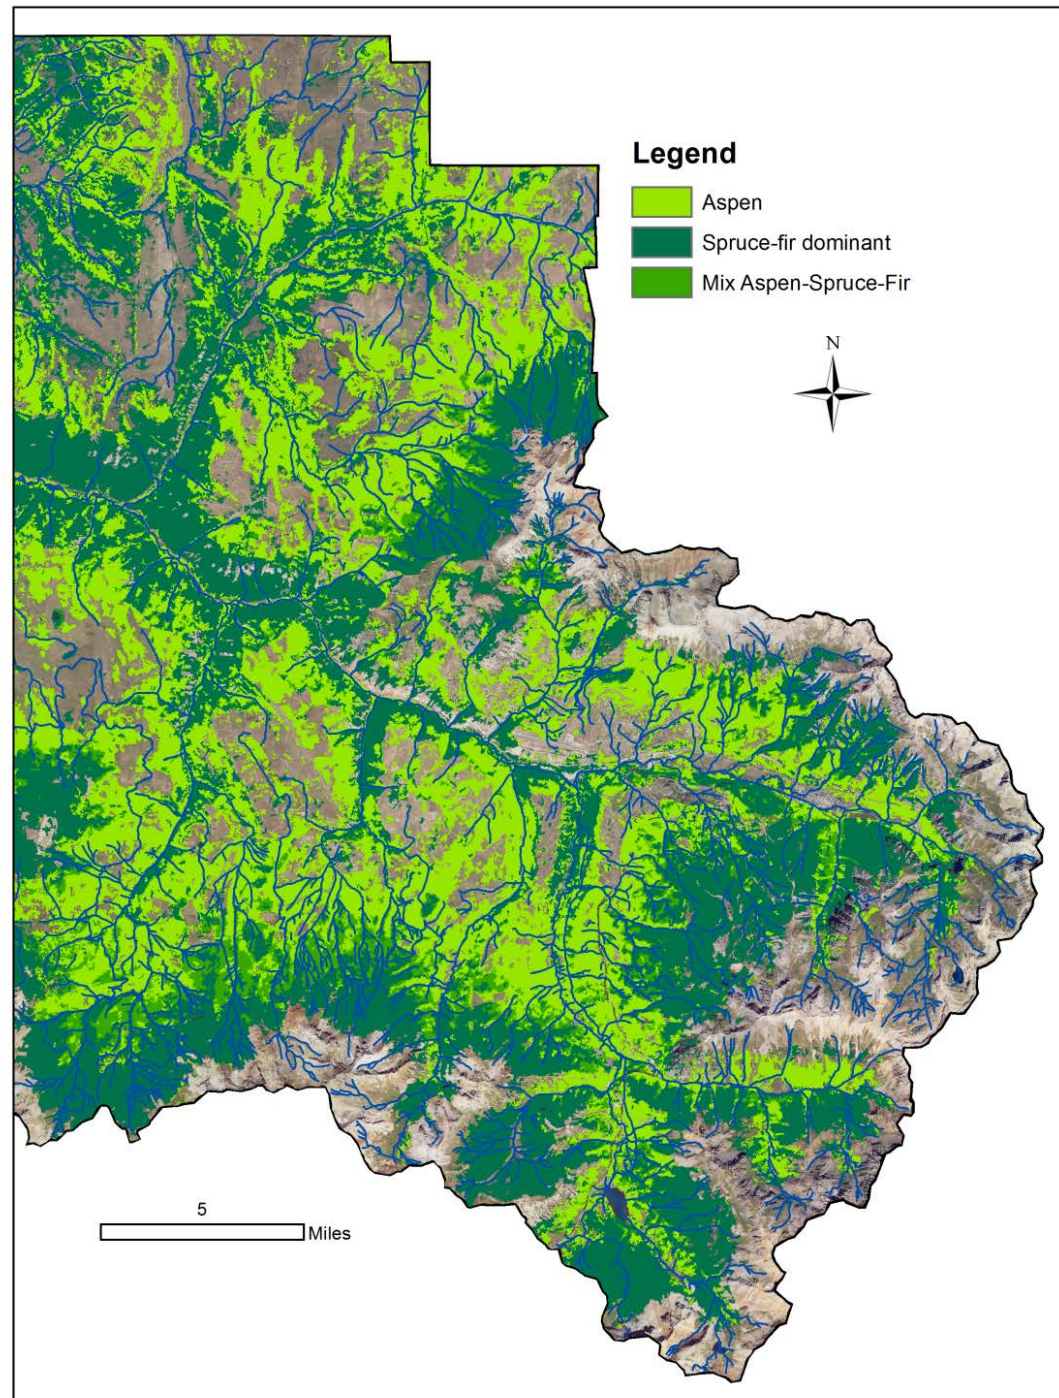 Legend
Aspen
Spruce-fir dominant
Mix Aspen-Spruce-Fir
N
5
Miles